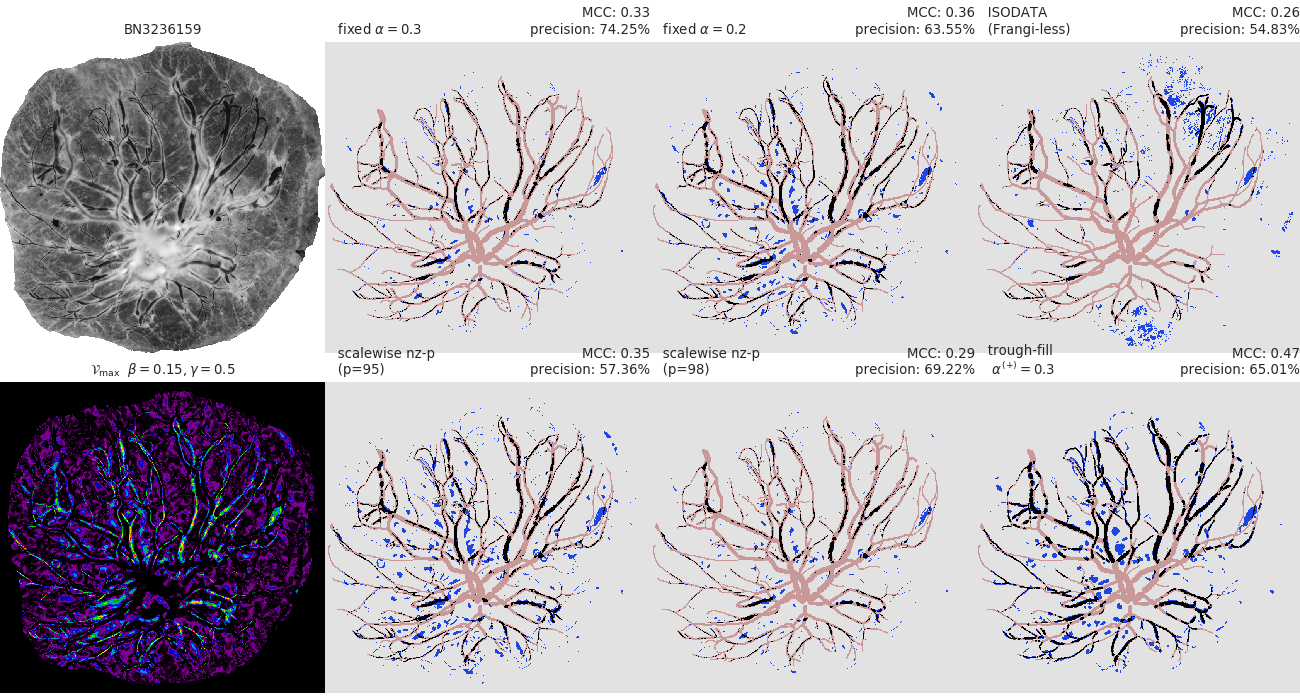 BN3236159
fixed α = 0.3
MCC: 0.33
precision: 74.25%
fixed α = 0.2
MCC: 0.36
precision: 63.55%
ISODATA
(Frangi-less)
MCC: 0.26
precision: 54.83%
𝒱max β = 0.15, γ = 0.5
scalewise nz-p
(p=95)
MCC: 0.35
precision: 57.36%
scalewise nz-p
(p=98)
MCC: 0.29
precision: 69.22%
trough-fill
α(+) = 0.3
MCC: 0.47
precision: 65.01%